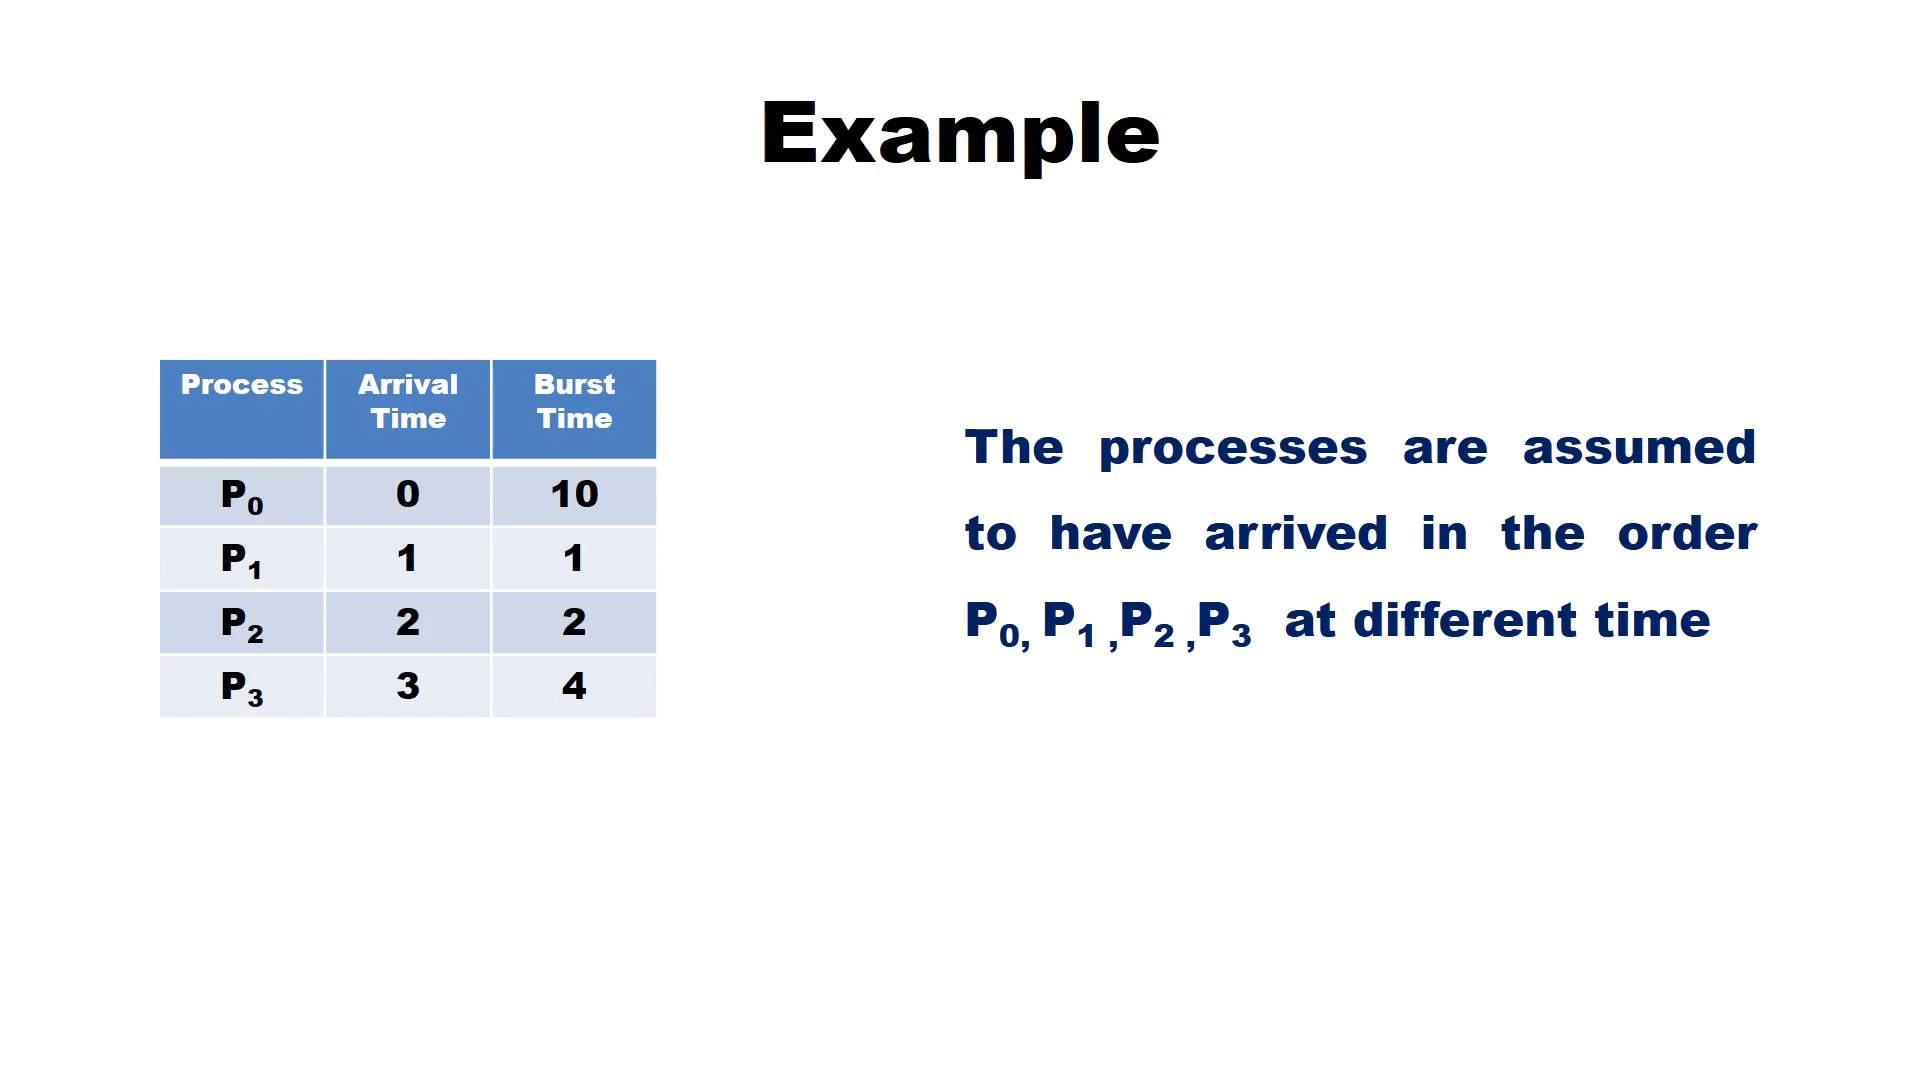 Example
Process Arrival Time Burst Time
P0 0 10
P1 1 1
P2 2 2
P3 3 4
The processes are assumed
to have arrived in the order
P0, P1 ,P2 ,P3 at different time